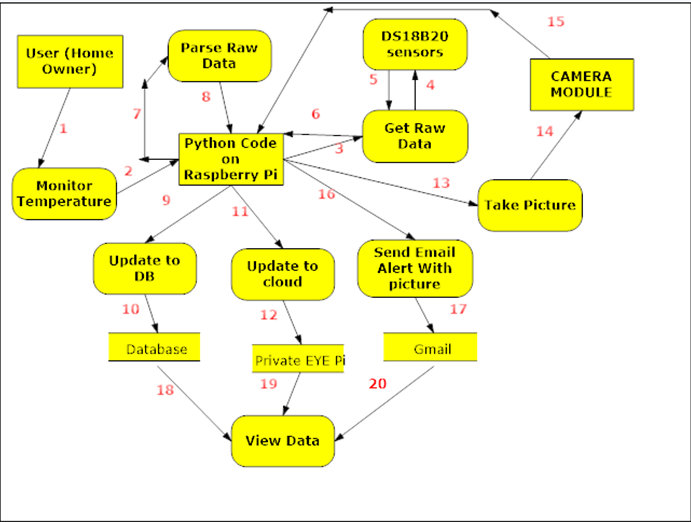 15
User (Home
Owner)
Parse Raw
Data
DS18B20
sensors
CAMERA
MODULE
5
4
8
7
6
1
Get Raw
Data
14
Python Code
on
Raspberry Pi
3
2
13
Monitor
Temperature
16
Take Picture
9
11
Update to
DB
Update to
cloud
Send Email
Alert With
picture
10
12
17
Database
Private EYE Pi
Gmail
18
19
20
View Data